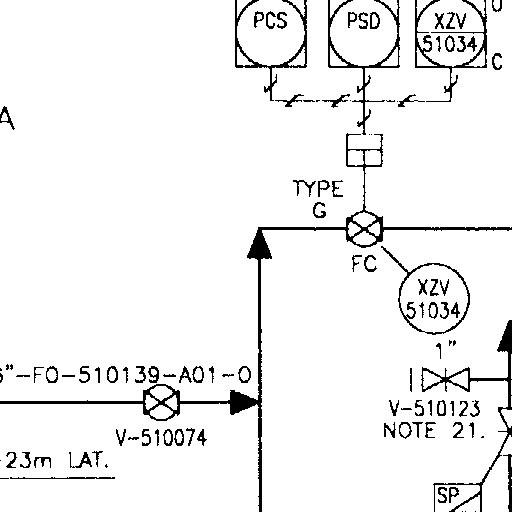 PCS
PSD
XZV
51034
O
C
A
TYPE
G
FC
XZV
51034
1"
6"-FO-510139-A01-0
V-510123
NOTE 21.
V-510074
-23m LAT.
SP